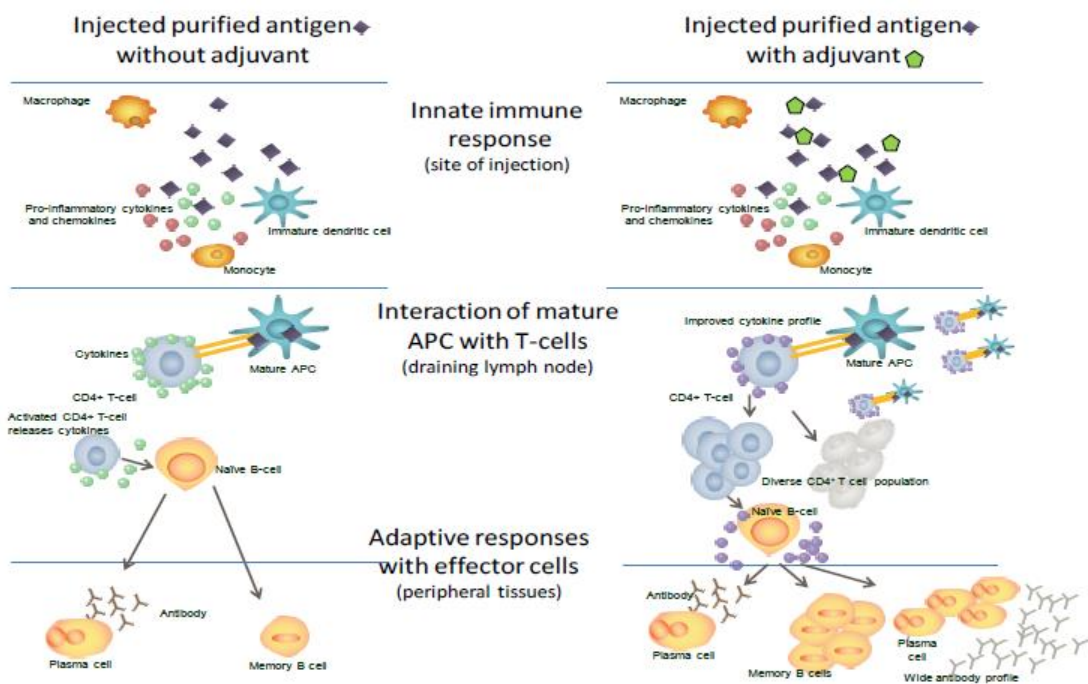 Injected purified antigen
without adjuvant
Injected purified antigen
with adjuvant
Macrophage
Pro-inflammatory cytokines
and chemokines
Immature dendritic cell
Monocyte
Innate immune
response
(site of injection)
Macrophage
Pro-inflammatory cytokines
and chemokines
Immature dendritic cell
Monocyte
Cytokines
Mature APC
CD4+ T-cell
Activated CD4+ T-cell
releases cytokines
Naïve B-cell
Interaction of mature
APC with T-cells
(draining lymph node)
Improved cytokine profile
Mature APC
CD4+ T-cell
Diverse CD4+ T cell population
Naïve B-cell
Adaptive responses
with effector cells
(peripheral tissues)
Antibody
Plasma cell
Memory B cell
Antibody
Plasma cell
Memory B cells
Plasma
cell
Wide antibody profile